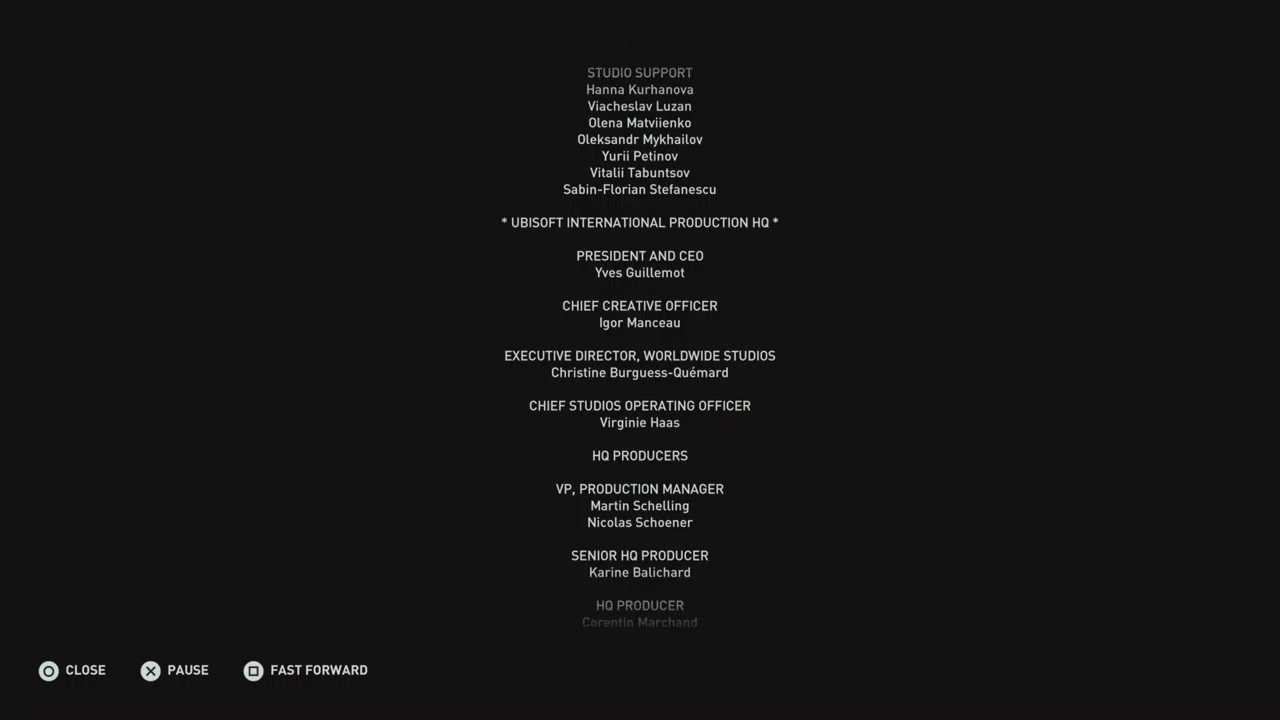 STUDIO SUPPORT
Hanna Kurhanova
Viacheslav Luzan
Olena Matviienko
Oleksandr Mykhailov
Yurii Petinov
Vitalii Tabuntsov
Sabin-Florian Stefanescu
* UBISOFT INTERNATIONAL PRODUCTION HQ *
PRESIDENT AND CEO
Yves Guillemot
CHIEF CREATIVE OFFICER
Igor Manceau
EXECUTIVE DIRECTOR, WORLDWIDE STUDIOS
Christine Burguess-Quémard
CHIEF STUDIOS OPERATING OFFICER
Virginie Haas
HQ PRODUCERS
VP, PRODUCTION MANAGER
Martin Schelling
Nicolas Schoener
SENIOR HQ PRODUCER
Karine Balichard
HQ PRODUCER
Corentin Marchand
CLOSE PAUSE FAST FORWARD